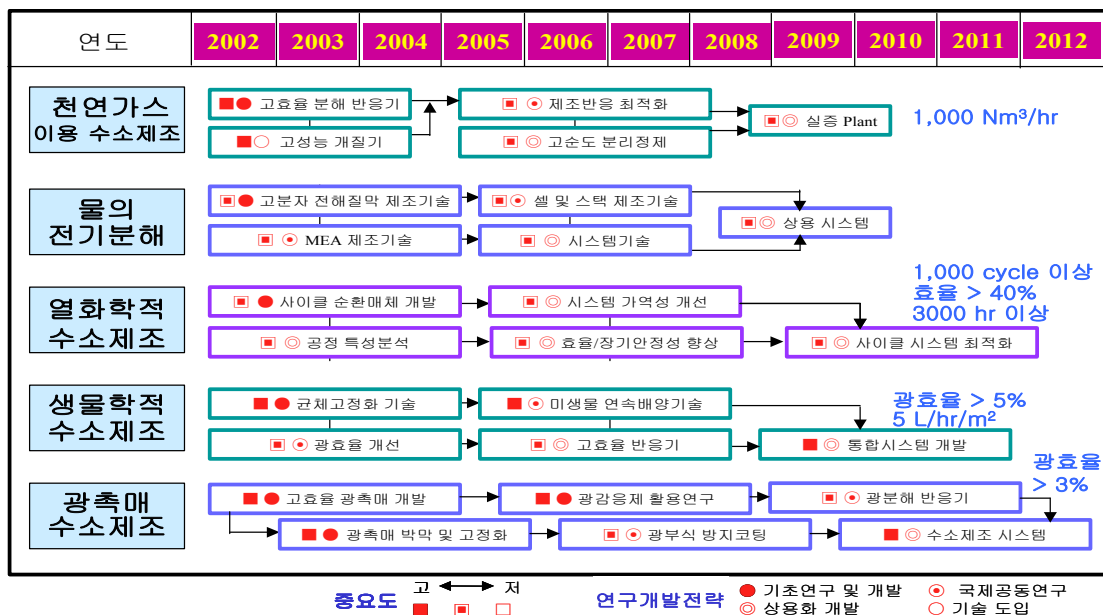 연도 2002 2003 2004 2005 2006 2007 2008 2009 2010 2011 2012
천연가스
이용 수소제조
고효율 분해 반응기
제조반응 최적화
고성능 개질기
고순도 분리정제
실증 Plant
1,000 Nm³/hr
물의
전기분해
고분자 전해질막 제조기술
셀 및 스택 제조기술
MEA 제조기술
시스템기술
상용 시스템
열화학적
수소제조
사이클 순환매체 개발
시스템 가역성 개선
공정 특성분석
효율/장기안정성 향상
사이클 시스템 최적화
1,000 cycle 이상
효율 > 40%
3000 hr 이상
생물학적
수소제조
균체고정화 기술
미생물 연속배양기술
광효율 개선
고효율 반응기
통합시스템 개발
광효율 > 5%
5 L/hr/m²
광촉매
수소제조
고효율 광촉매 개발
광감응제 활용연구
광분해 반응기
광촉매 박막 및 고정화
광부식 방지코팅
수소제조 시스템
광효율
> 3%
중요도
고 저
연구개발전략
기초연구 및 개발
국제공동연구
상용화 개발
기술 도입